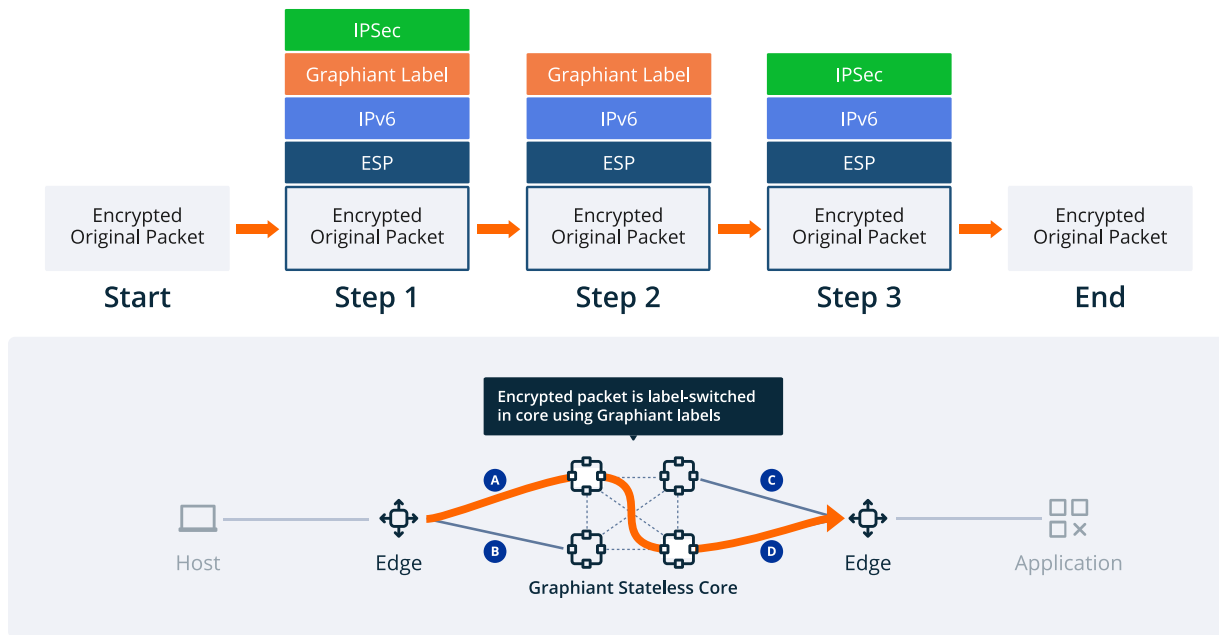 IPSec
Graphiant Label
IPv6
ESP
Encrypted
Original Packet
Graphiant Label
IPv6
ESP
Encrypted
Original Packet
IPSec
IPv6
ESP
Encrypted
Original Packet
Encrypted
Original Packet
Encrypted
Original Packet
Start
Step 1
Step 2
Step 3
End
Encrypted packet is label-switched
in core using Graphiant labels
A
B
C
D
Host
Edge
Graphiant Stateless Core
Edge
Application